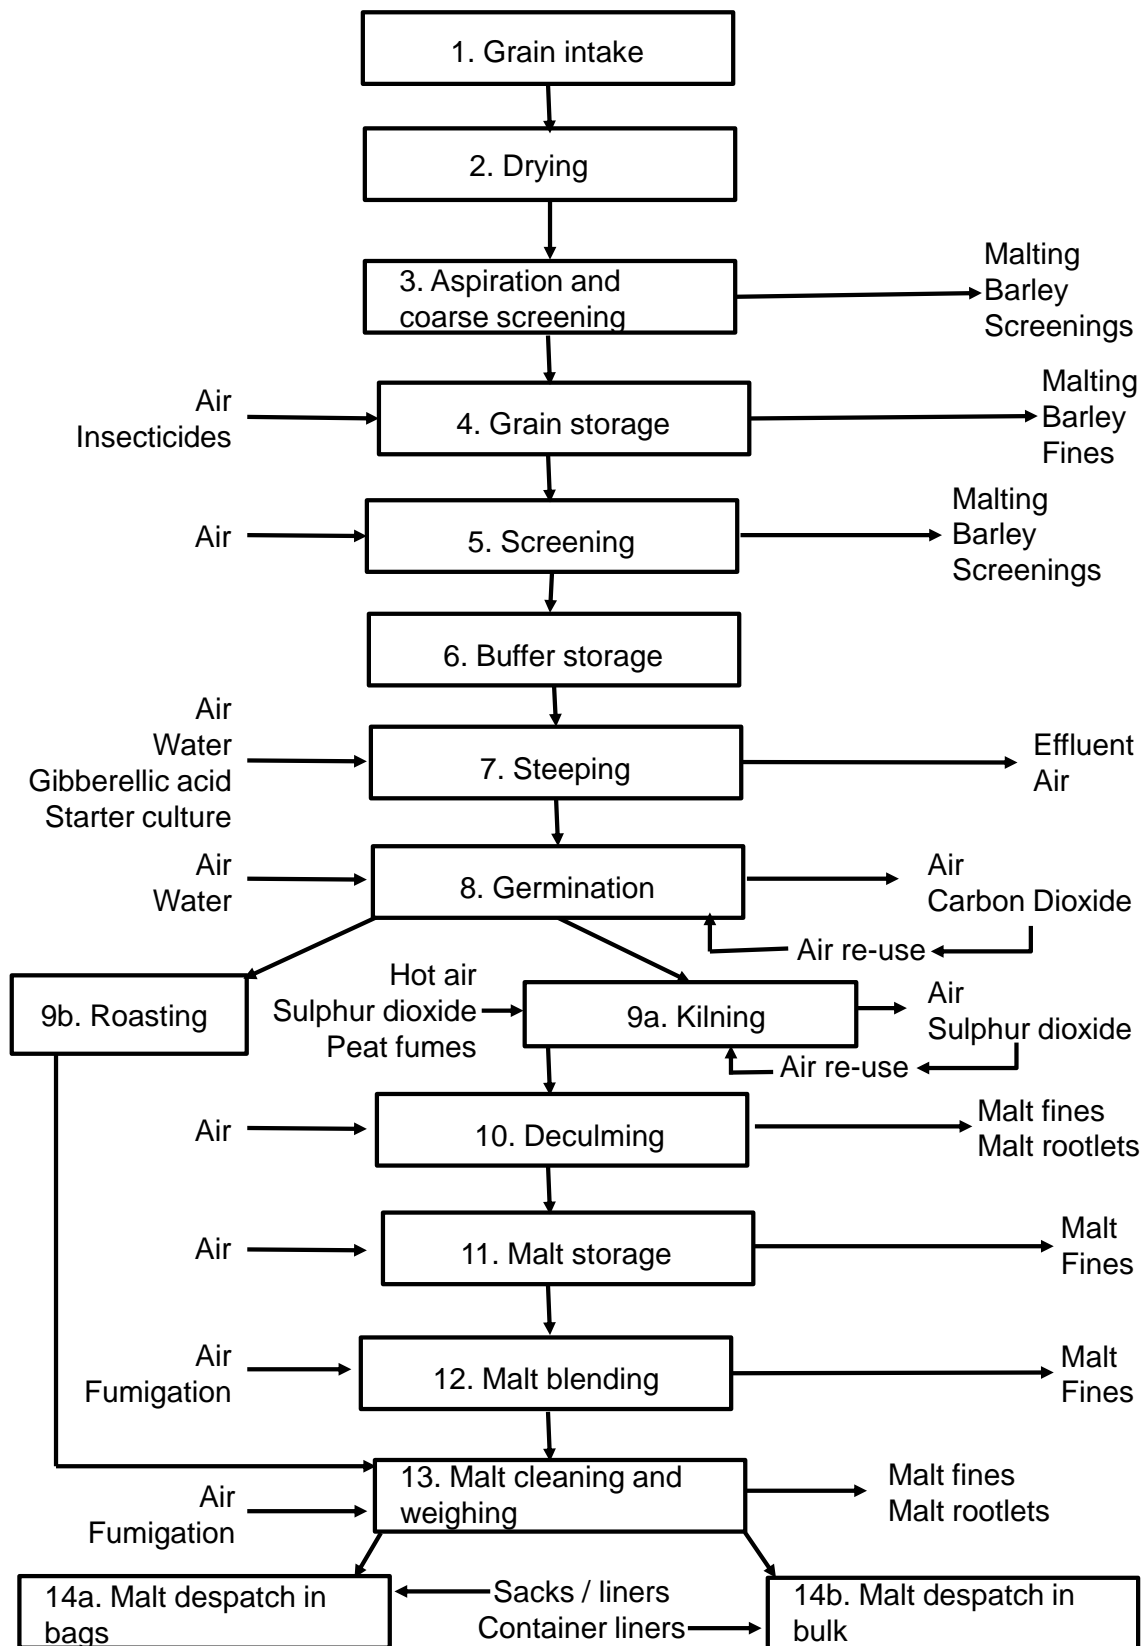 1. Grain intake
2. Drying
3. Aspiration and
coarse screening
Malting
Barley
Screenings
Air
Insecticides
4. Grain storage
Malting
Barley
Fines
Air
5. Screening
Malting
Barley
Screenings
6. Buffer storage
Air
Water
Gibberellic acid
Starter culture
7. Steeping
Effluent
Air
Air
Water
8. Germination
Air
Carbon Dioxide
Air re-use
9b. Roasting
Hot air
Sulphur dioxide
Peat fumes
9a. Kilning
Air
Sulphur dioxide
Air re-use
Air
10. Deculming
Malt fines
Malt rootlets
Air
11. Malt storage
Malt
Fines
Air
Fumigation
12. Malt blending
Malt
Fines
13. Malt cleaning and
weighing
Air
Fumigation
Malt fines
Malt rootlets
14a. Malt despatch in
bags
Sacks / liners
Container liners
14b. Malt despatch in
bulk